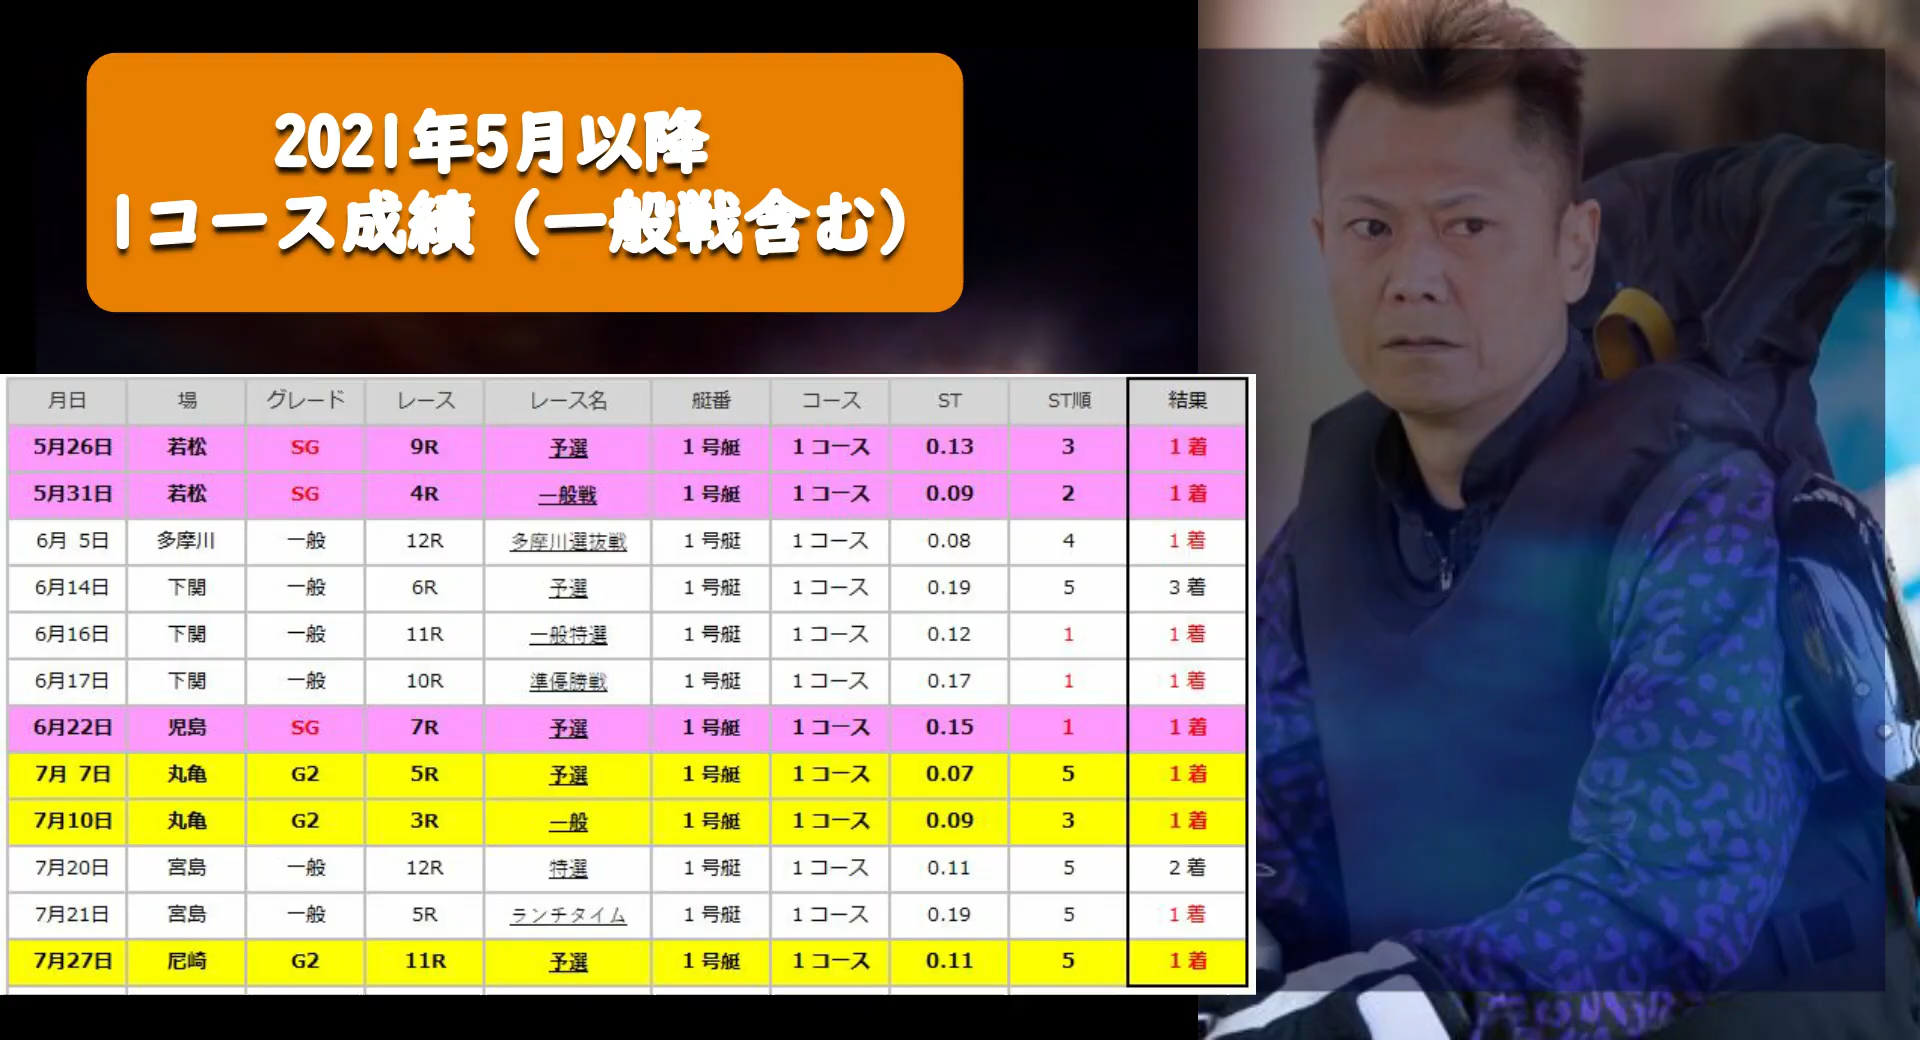 2021年5月以降
1コース成績（一般戦含む）
月日 場 グレード レース レース名 艇番 コース ST ST順 結果
5月26日 若松 SG 9R 予選 1号艇 1コース 0.13 3 1着
5月31日 若松 SG 4R 一般戦 1号艇 1コース 0.09 2 1着
6月 5日 多摩川 一般 12R 多摩川選抜戦 1号艇 1コース 0.08 4 1着
6月14日 下関 一般 6R 予選 1号艇 1コース 0.19 5 3着
6月16日 下関 一般 11R 一般特選 1号艇 1コース 0.12 1 1着
6月17日 下関 一般 10R 準優勝戦 1号艇 1コース 0.17 1 1着
6月22日 児島 SG 7R 予選 1号艇 1コース 0.15 1 1着
7月 7日 丸亀 G2 5R 予選 1号艇 1コース 0.07 5 1着
7月10日 丸亀 G2 3R 一般 1号艇 1コース 0.09 3 1着
7月20日 宮島 一般 12R 特選 1号艇 1コース 0.11 5 2着
7月21日 宮島 一般 5R ランチタイム 1号艇 1コース 0.19 5 1着
7月27日 尼崎 G2 11R 予選 1号艇 1コース 0.11 5 1着